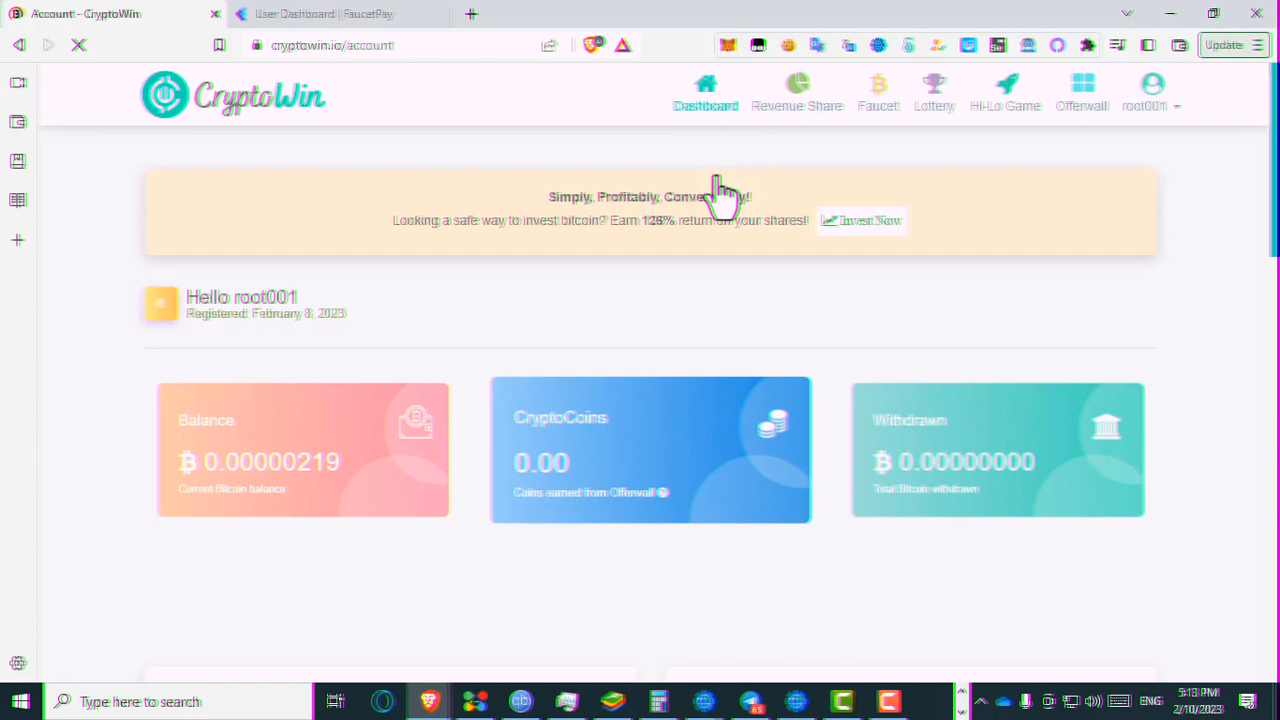 Account - CryptoWin
User Dashboard || FaucetPay
cryptowin.io/account
Update
CryptoWin
Dashboard
Revenue Share
Faucet
Lottery
Hi-Lo Game
Offerwall
root001
Simply, Profitably,
Looking a safe way to invest bitcoin? Earn 126% return on your shares!!
Invest Now
Hello root001
Registered: February 8, 2023
Balance
0.00000219
Current Bitcoin balance
CryptoCoins
0.00
Coins earned from Offerwall
Withdrawn
0.00000000
Total Bitcoin withdrawn
Type here to search
ENG
5:13 PM
2/10/2023